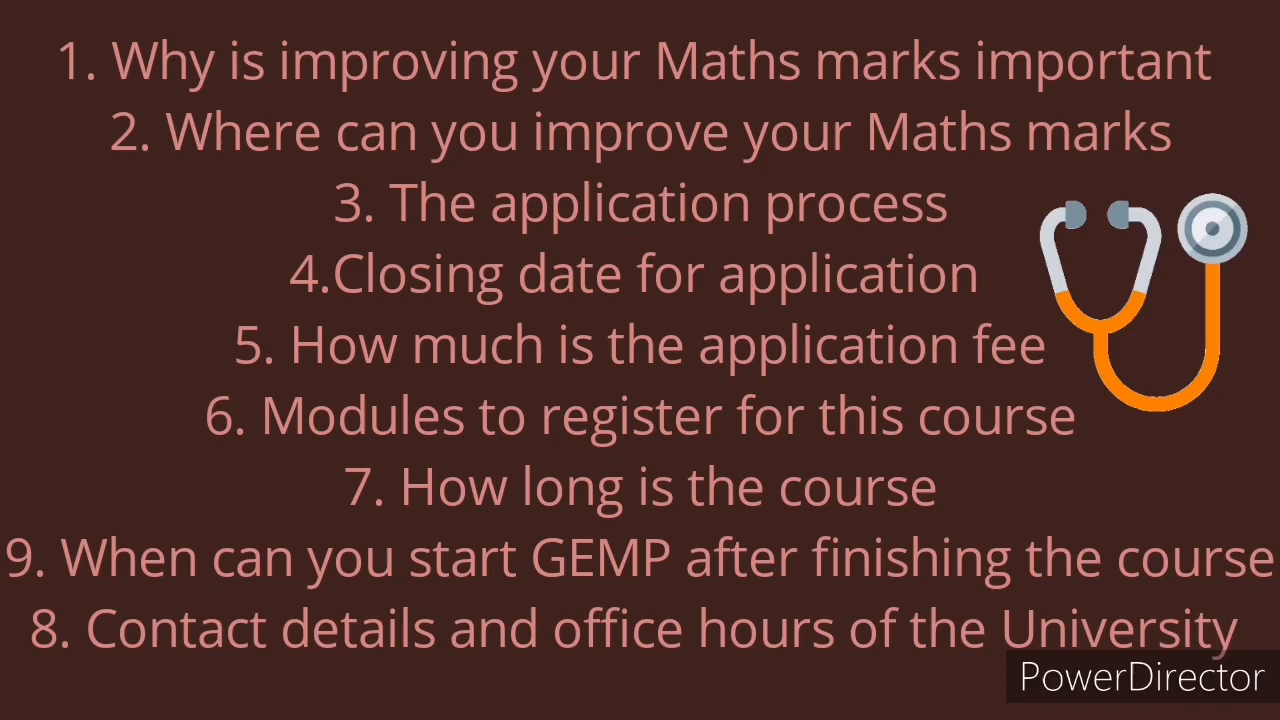 1. Why is improving your Maths marks important
2. Where can you improve your Maths marks
3. The application process
4.Closing date for application
5. How much is the application fee
6. Modules to register for this course
7. How long is the course
9. When can you start GEMP after finishing the course
8. Contact details and office hours of the University
PowerDirector